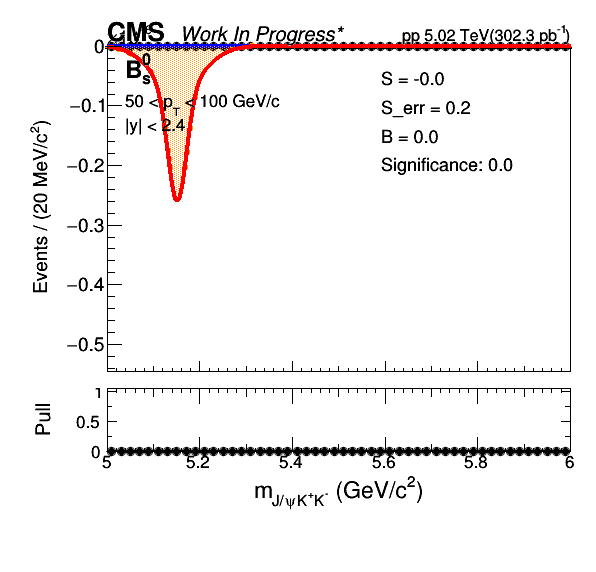 CMS Work In Progress* pp 5.02 TeV(302.3 pb⁻¹)
B⁰ₛ
50 < p_T < 100 GeV/c
|y| < 2.4
S = -0.0
S_err = 0.2
B = 0.0
Significance: 0.0
Events / (20 MeV/c²)
0
−0.1
−0.2
−0.3
−0.4
−0.5
Pull
1
0.5
0
5 5.2 5.4 5.6 5.8 6
m_{J/ψ K⁺K⁻} (GeV/c²)